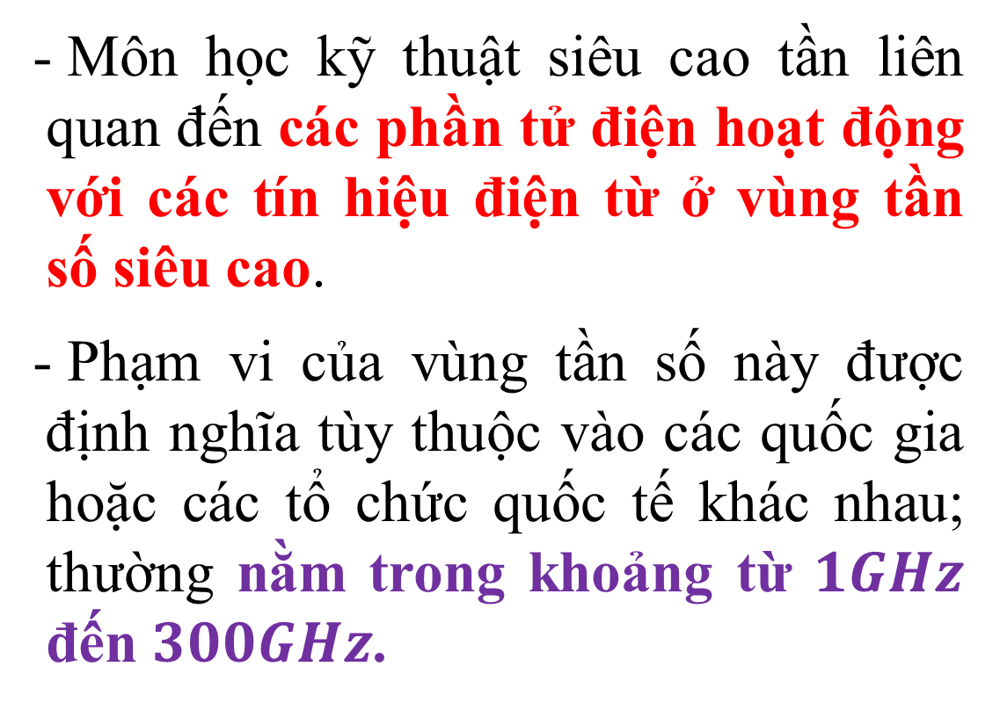 - Môn học kỹ thuật siêu cao tần liên
quan đến các phần tử điện hoạt động
với các tín hiệu điện từ ở vùng tần
số siêu cao.
- Phạm vi của vùng tần số này được
định nghĩa tùy thuộc vào các quốc gia
hoặc các tổ chức quốc tế khác nhau;
thường nằm trong khoảng từ 1GHz
đến 300GHz.